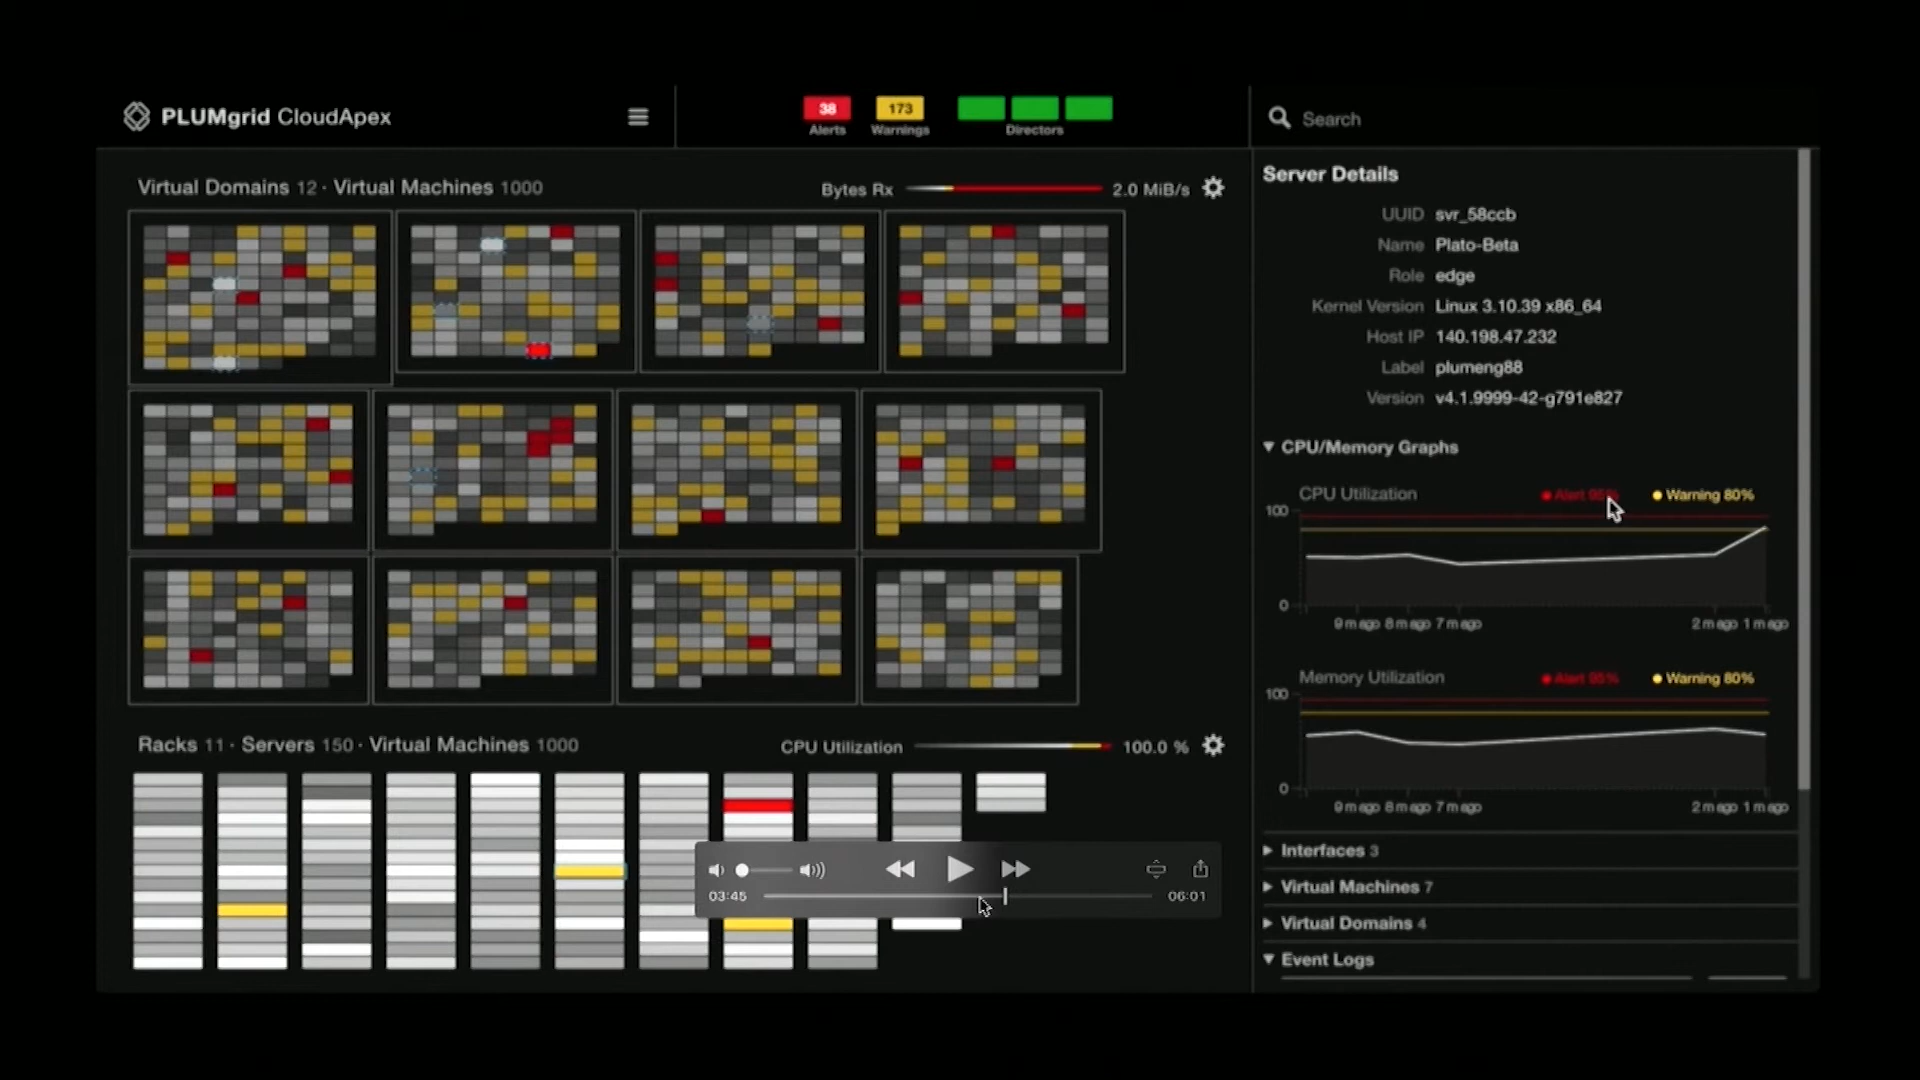 PLUMgrid CloudApex
38
Alerts
173
Warnings
Directors
Search
Virtual Domains 12 · Virtual Machines 1000
Bytes Rx
2.0 MiB/s
Server Details
UUID svr_58ccb
Name Plato-Beta
Role edge
Kernel Version Linux 3.10.39 x86_64
Host IP 140.198.47.232
Label plumeng88
Version v4.1.9999-42-g791e827
CPU/Memory Graphs
CPU Utilization
Alert 95%
Warning 80%
100
0
9 m ago 8 m ago 7 m ago 2 m ago 1 m ago
Memory Utilization
Alert 95%
Warning 80%
100
0
9 m ago 8 m ago 7 m ago 2 m ago 1 m ago
Interfaces 3
Virtual Machines 7
Virtual Domains 4
Event Logs
Racks 11 · Servers 150 · Virtual Machines 1000
CPU Utilization
100.0 %
03:45
06:01